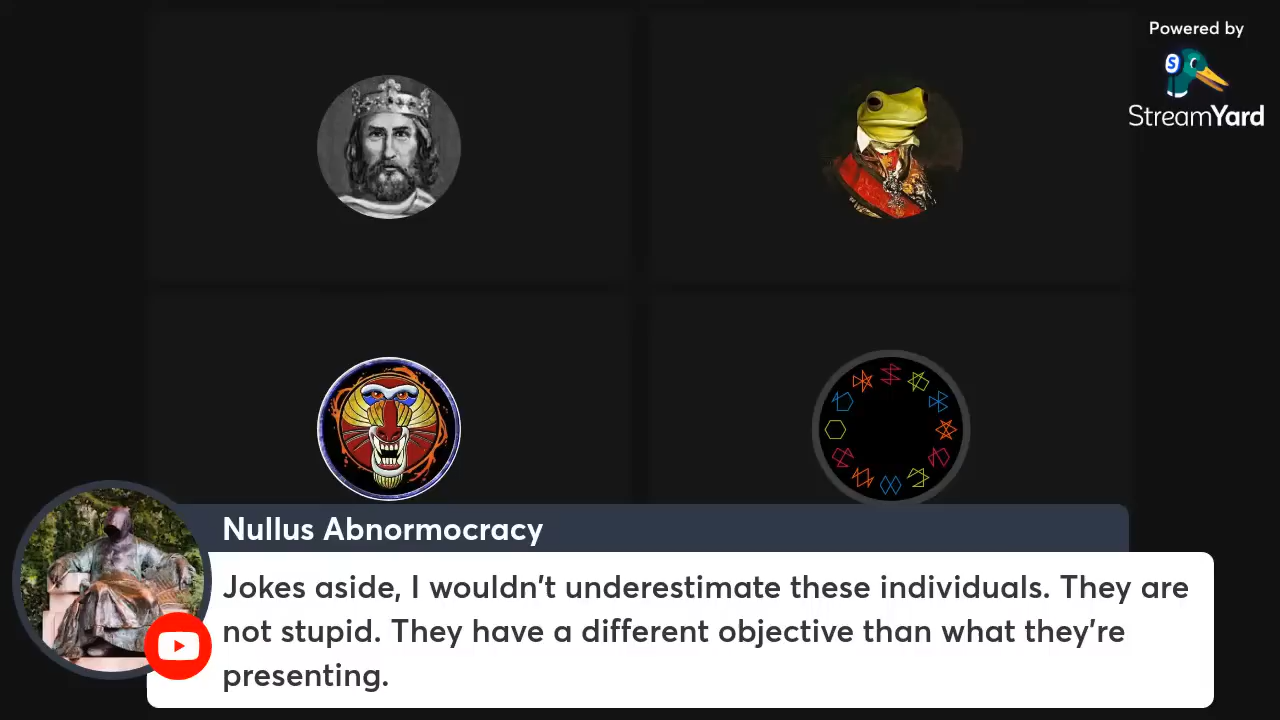 Powered by
S
StreamYard
Nullus Abnormocracy
Jokes aside, I wouldn't underestimate these individuals. They are
not stupid. They have a different objective than what they're
presenting.